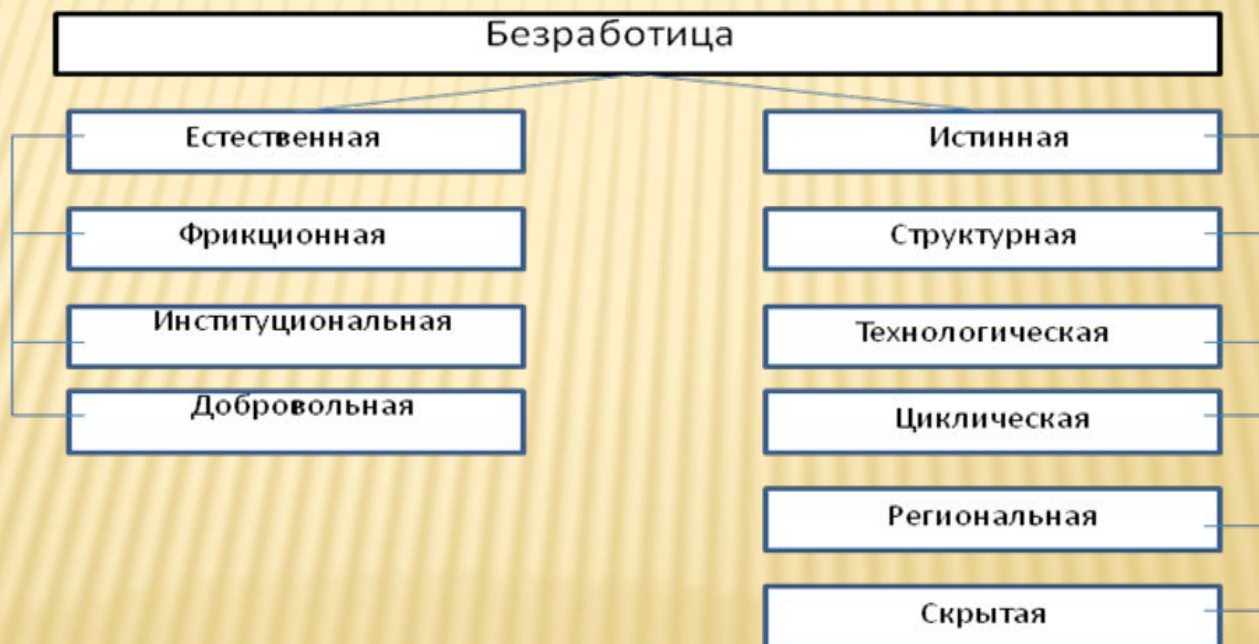 Безработица
Естественная
Фрикционная
Институциональная
Добровольная
Истинная
Структурная
Технологическая
Циклическая
Региональная
Скрытая